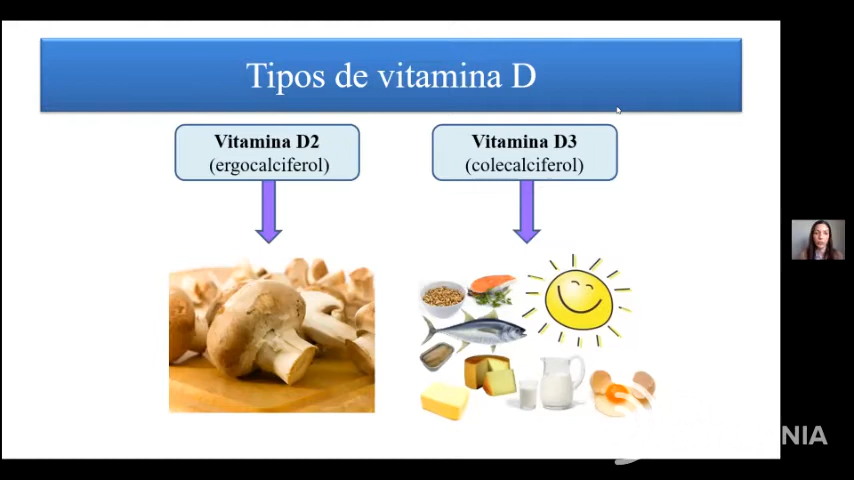 Tipos de vitamina D
Vitamina D2
(ergocalciferol)
Vitamina D3
(colecalciferol)
NIA